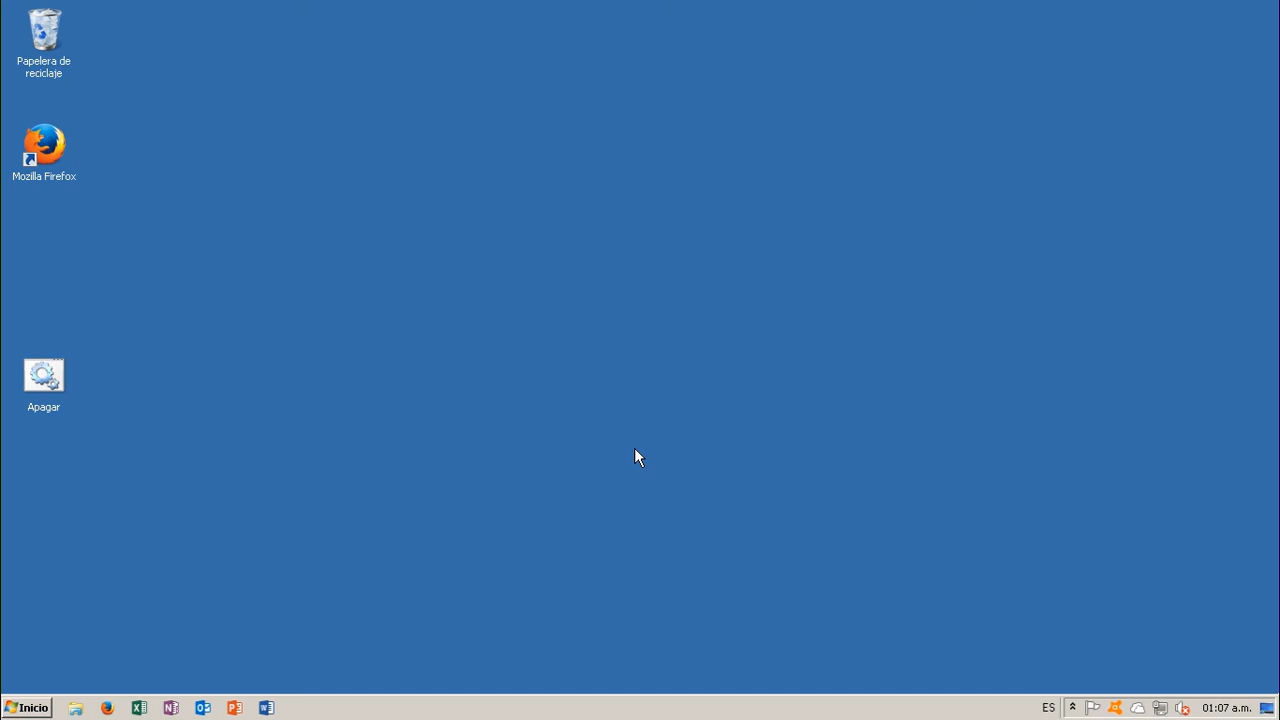 Papelera de
reciclaje
Mozilla Firefox
Apagar
Inicio
ES
01:07 a.m.